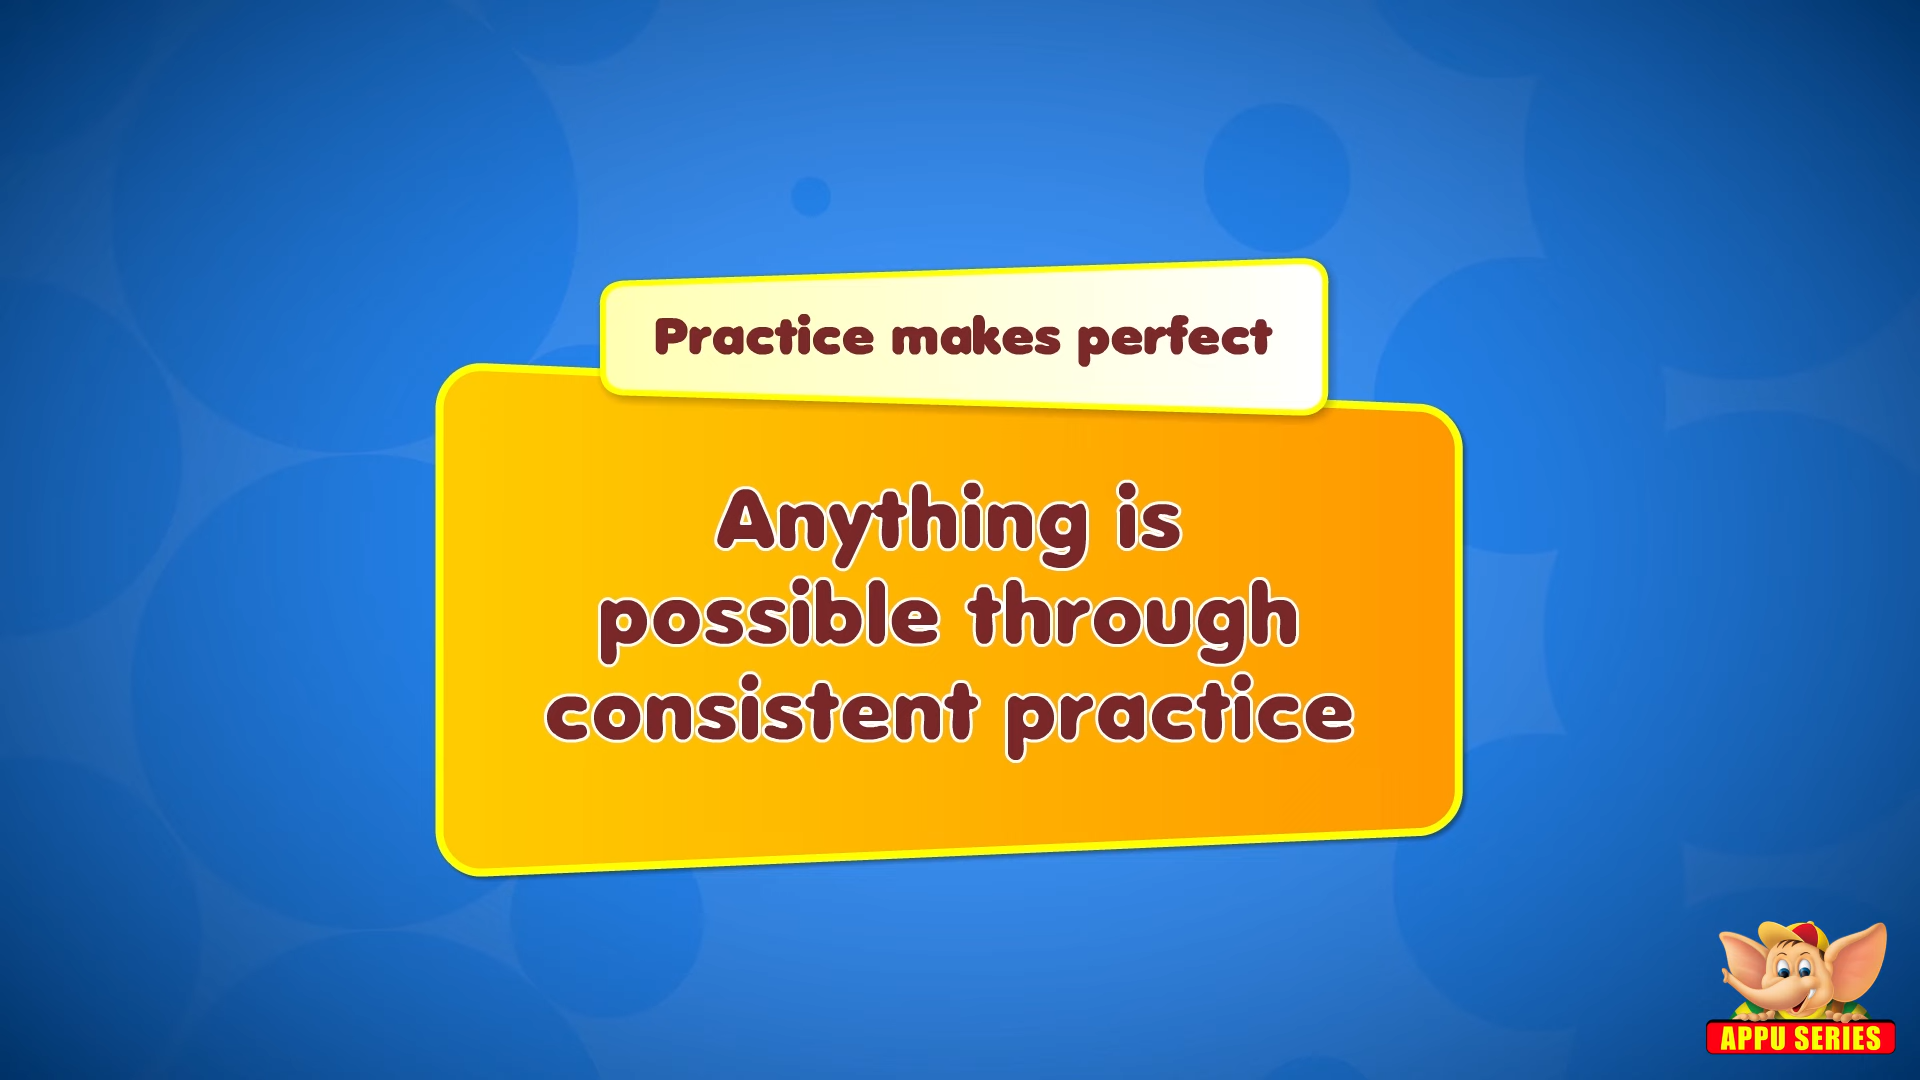 Practice makes perfect
Anything is
possible through
consistent practice
APPU SERIES